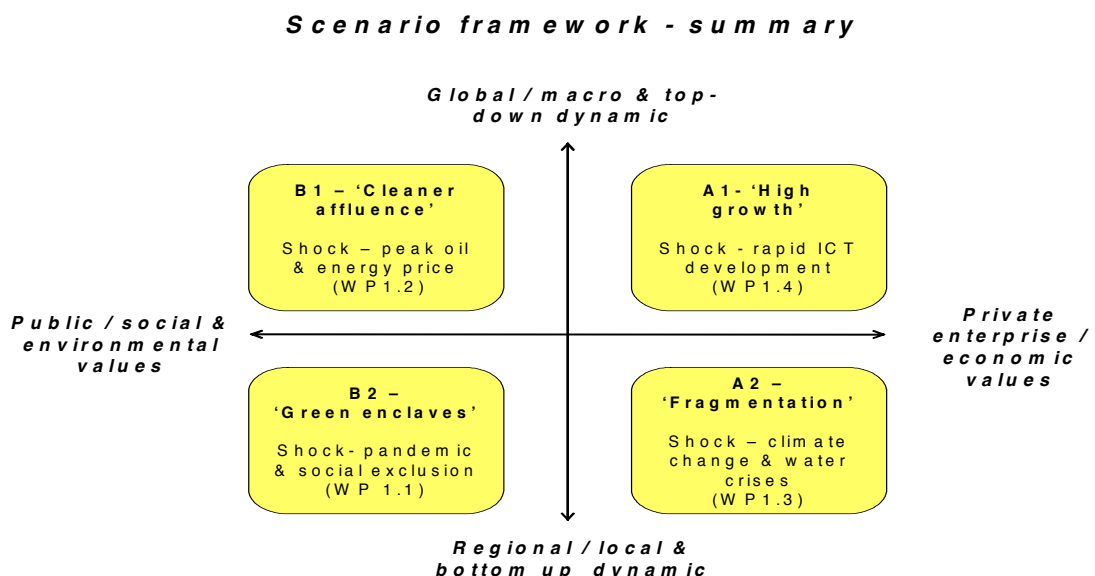 Scenario framework - summary
Global / macro & top-
down dynamic
B1 – ‘Cleaner
affluence’
Shock – peak oil
& energy price
(WP1.2)
A1- ‘High
growth’
Shock - rapid ICT
development
(WP1.4)
Public / social &
environmental
values
Private
enterprise /
economic
values
B2 –
‘Green enclaves’
Shock- pandemic
& social exclusion
(WP 1.1)
A2 –
‘Fragmentation’
Shock – climate
change & water
crises
(WP1.3)
Regional / local &
bottom up dynamic